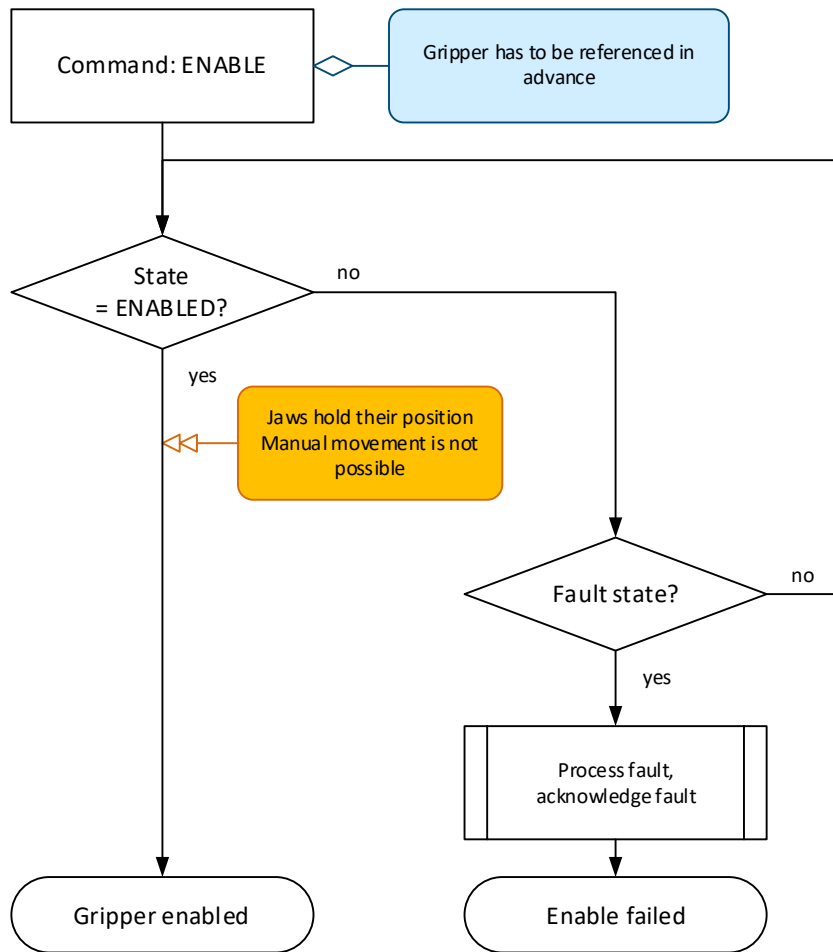 Command: ENABLE
Gripper has to be referenced in
advance
State
= ENABLED?
no
yes
Jaws hold their position
Manual movement is not
possible
Fault state?
no
yes
Process fault,
acknowledge fault
Gripper enabled
Enable failed